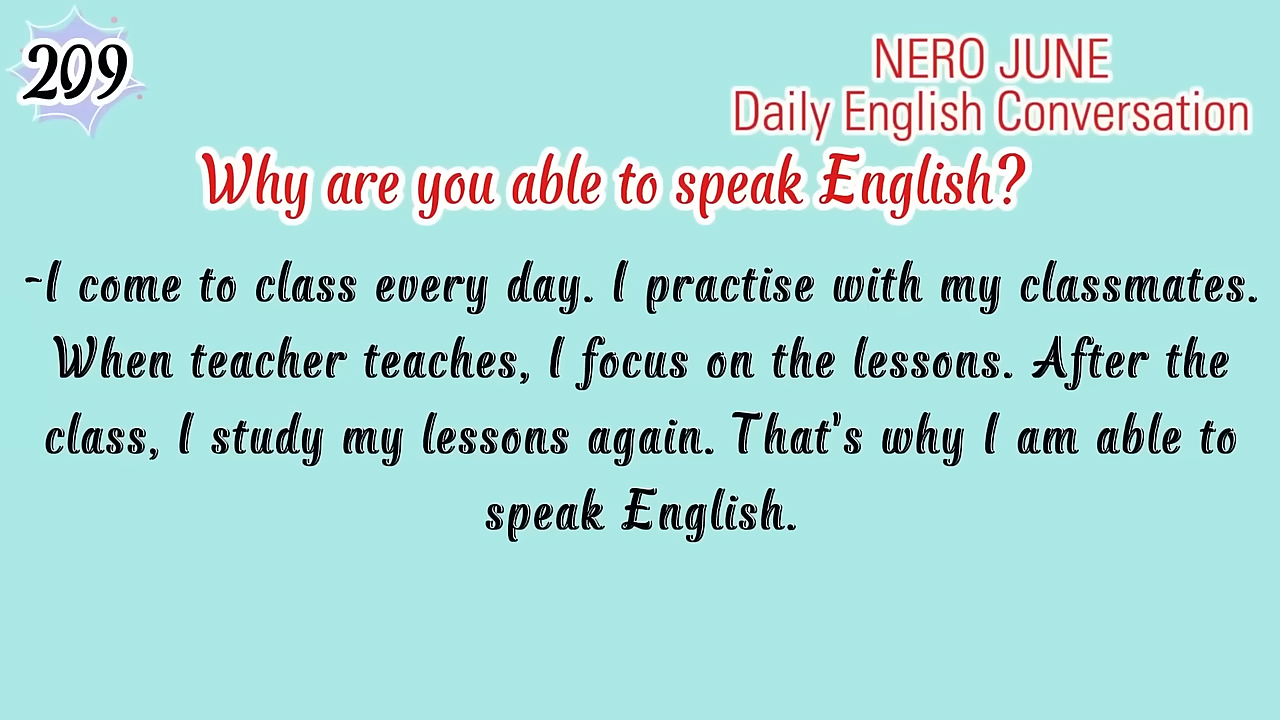 209
NERO JUNE
Daily English Conversation
Why are you able to speak English?
-I come to class every day. I practise with my classmates.
When teacher teaches, I focus on the lessons. After the
class, I study my lessons again. That's why I am able to
speak English.